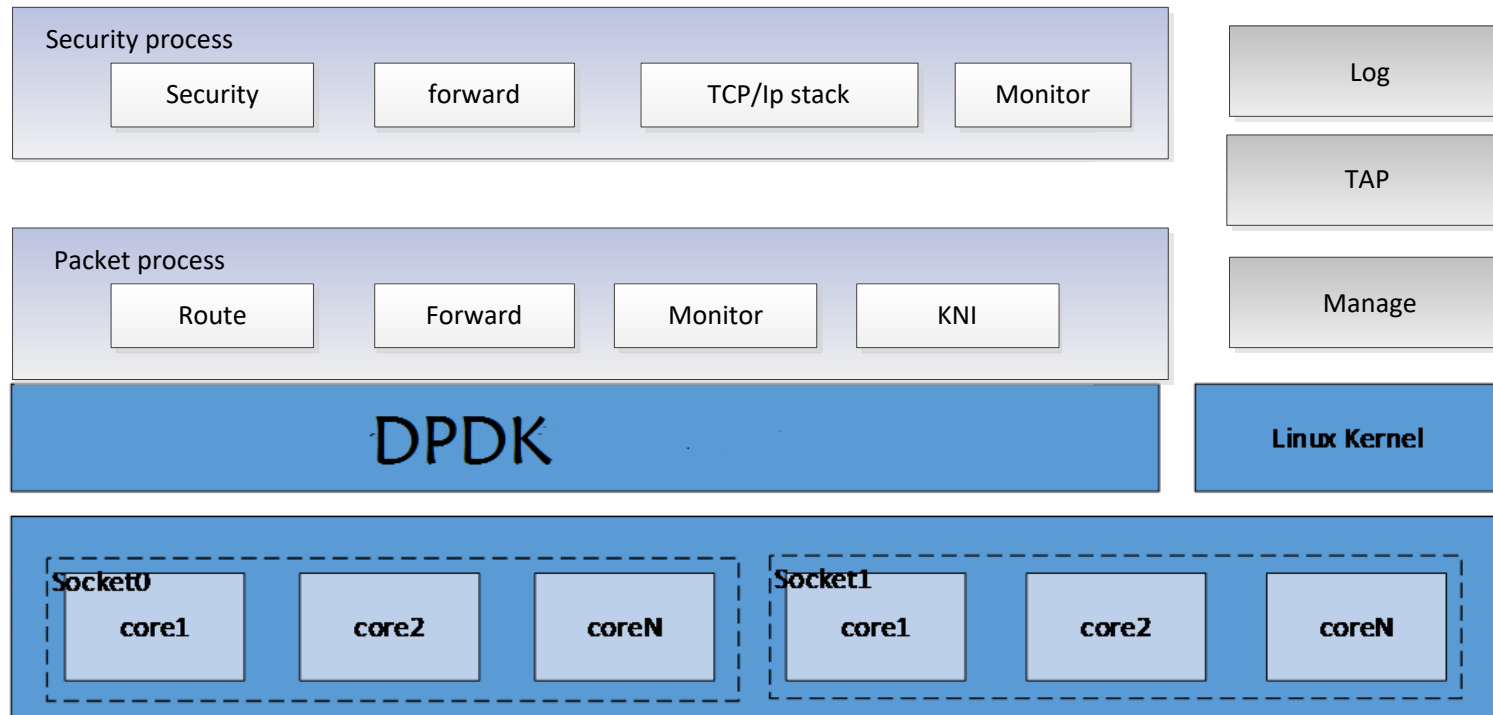 Security process
Security
forward
TCP/Ip stack
Monitor
Log
TAP
Packet process
Route
Forward
Monitor
KNI
Manage
DPDK
Linux Kernel
Socket0
core1
core2
coreN
Socket1
core1
core2
coreN